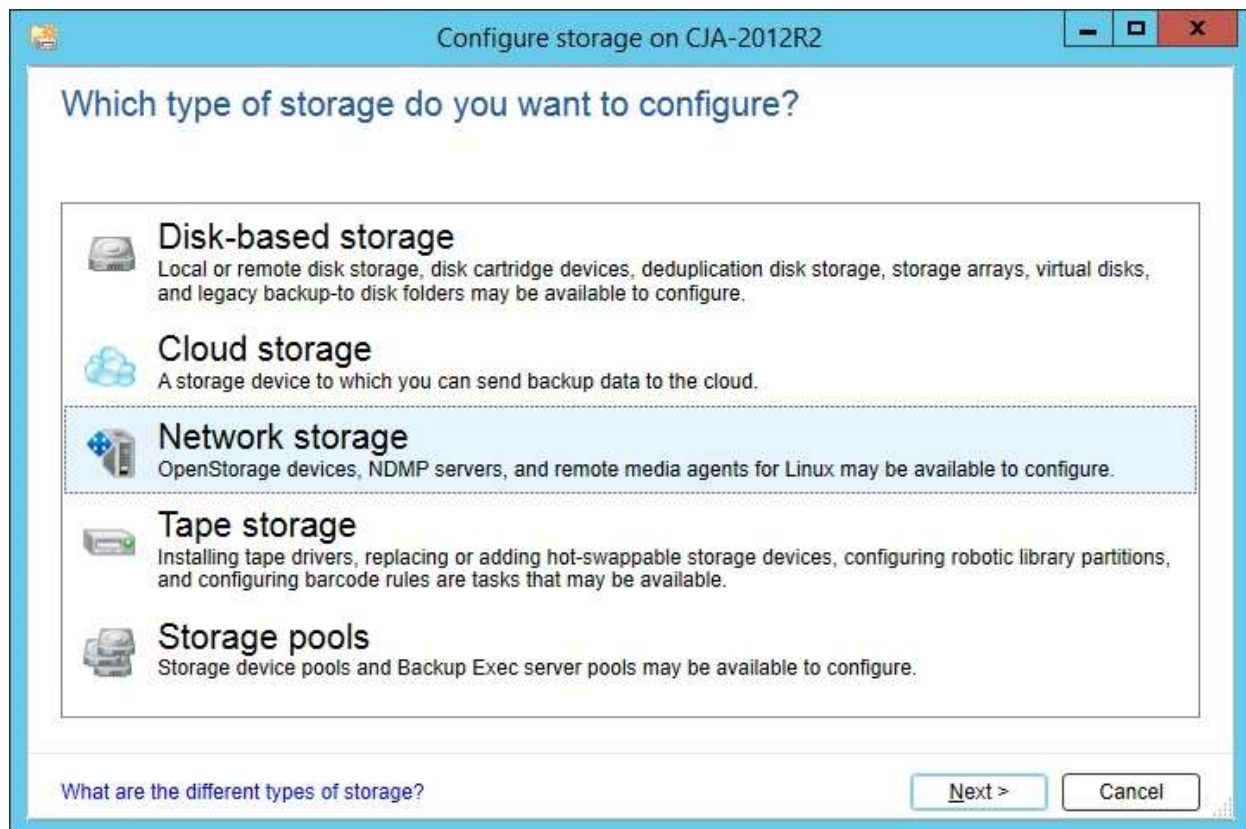 Configure storage on CJA-2012R2
Which type of storage do you want to configure?
Disk-based storage
Local or remote disk storage, disk cartridge devices, deduplication disk storage, storage arrays, virtual disks,
and legacy backup-to disk folders may be available to configure.
Cloud storage
A storage device to which you can send backup data to the cloud.
Network storage
OpenStorage devices, NDMP servers, and remote media agents for Linux may be available to configure.
Tape storage
Installing tape drivers, replacing or adding hot-swappable storage devices, configuring robotic library partitions,
and configuring barcode rules are tasks that may be available.
Storage pools
Storage device pools and Backup Exec server pools may be available to configure.
What are the different types of storage?
Next >
Cancel